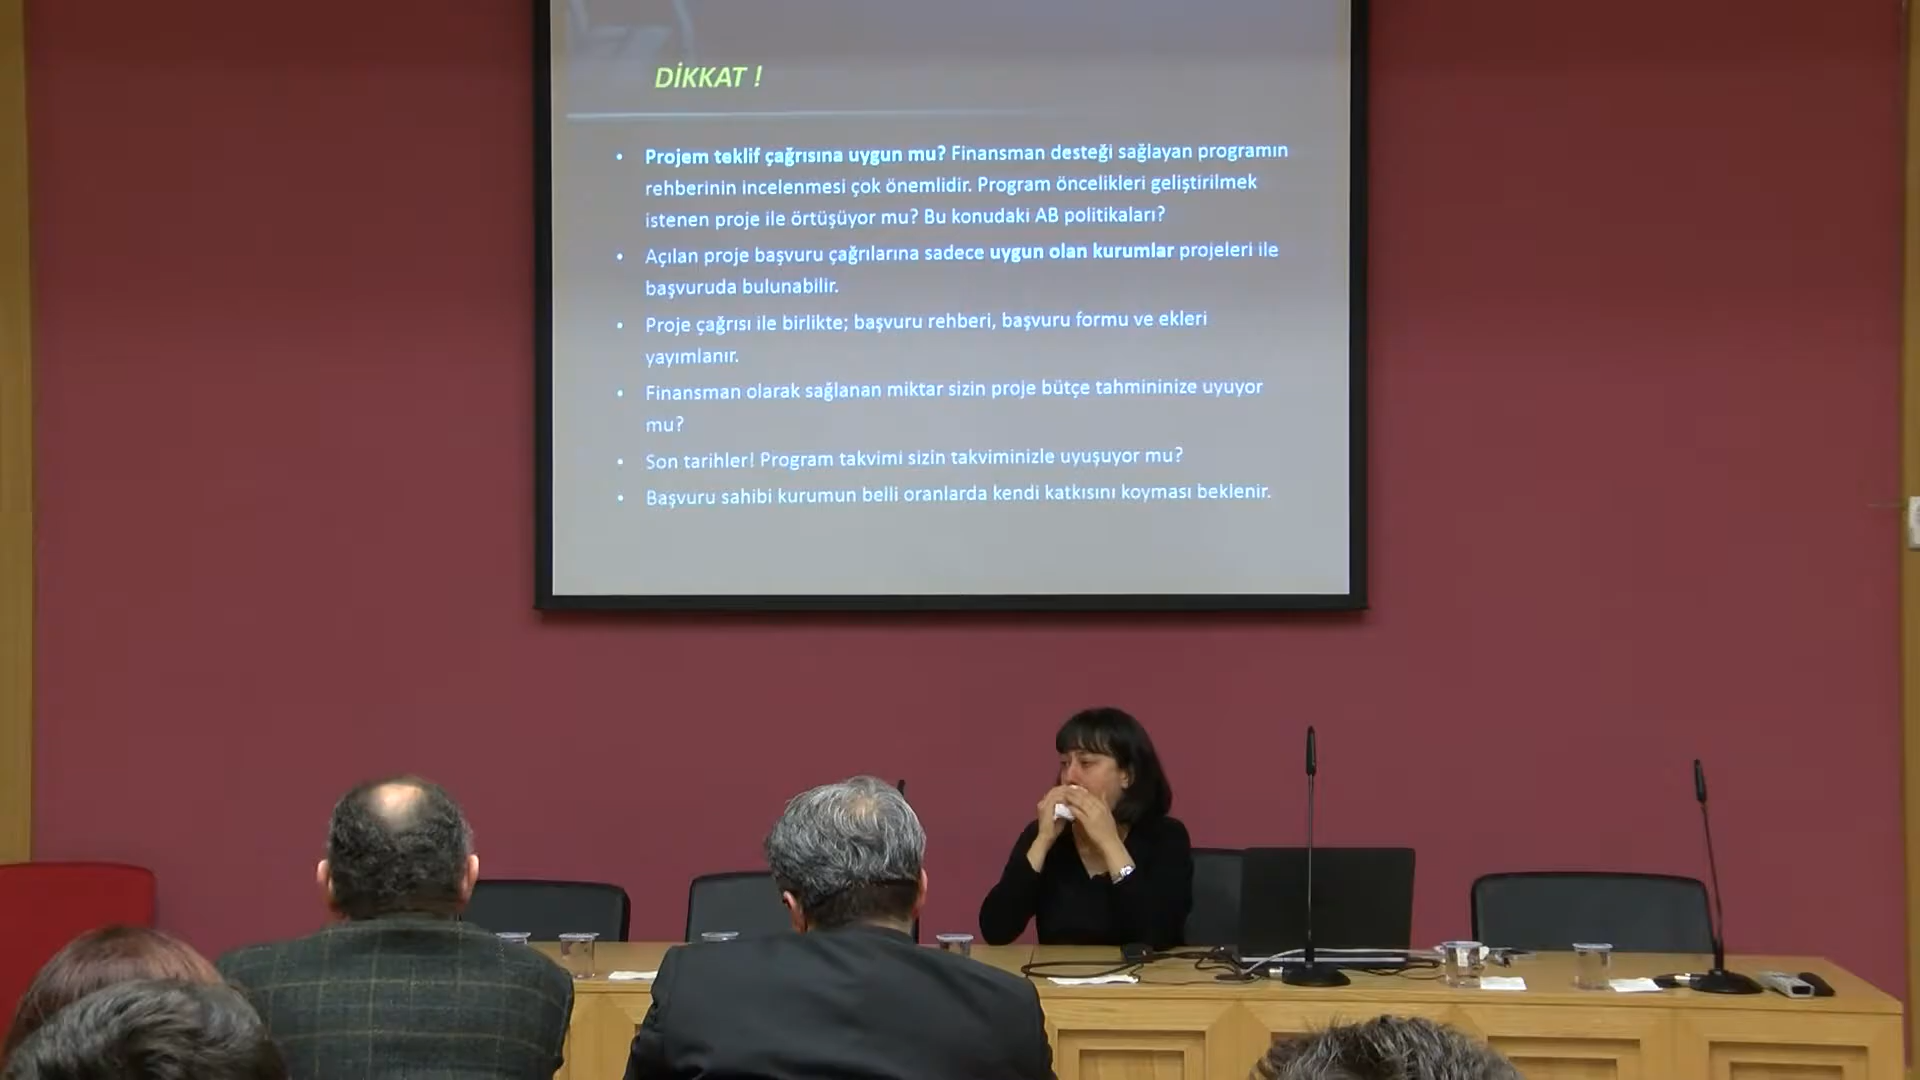 DİKKAT !
• Projem teklif çağrısına uygun mu? Finansman desteği sağlayan programın
rehberinin incelenmesi çok önemlidir. Program öncelikleri geliştirilmek
istenen proje ile örtüşüyor mu? Bu konudaki AB politikaları?
• Açılan proje başvuru çağrılarına sadece uygun olan kurumlar projeleri ile
başvuruda bulunabilir.
• Proje çağrısı ile birlikte; başvuru rehberi, başvuru formu ve ekleri
yayımlanır.
• Finansman olarak sağlanan miktar sizin proje bütçe tahmininize uyuyor
mu?
• Son tarihler! Program takvimi sizin takviminizle uyuşuyor mu?
• Başvuru sahibi kurumun belli oranlarda kendi katkısını koyması beklenir.